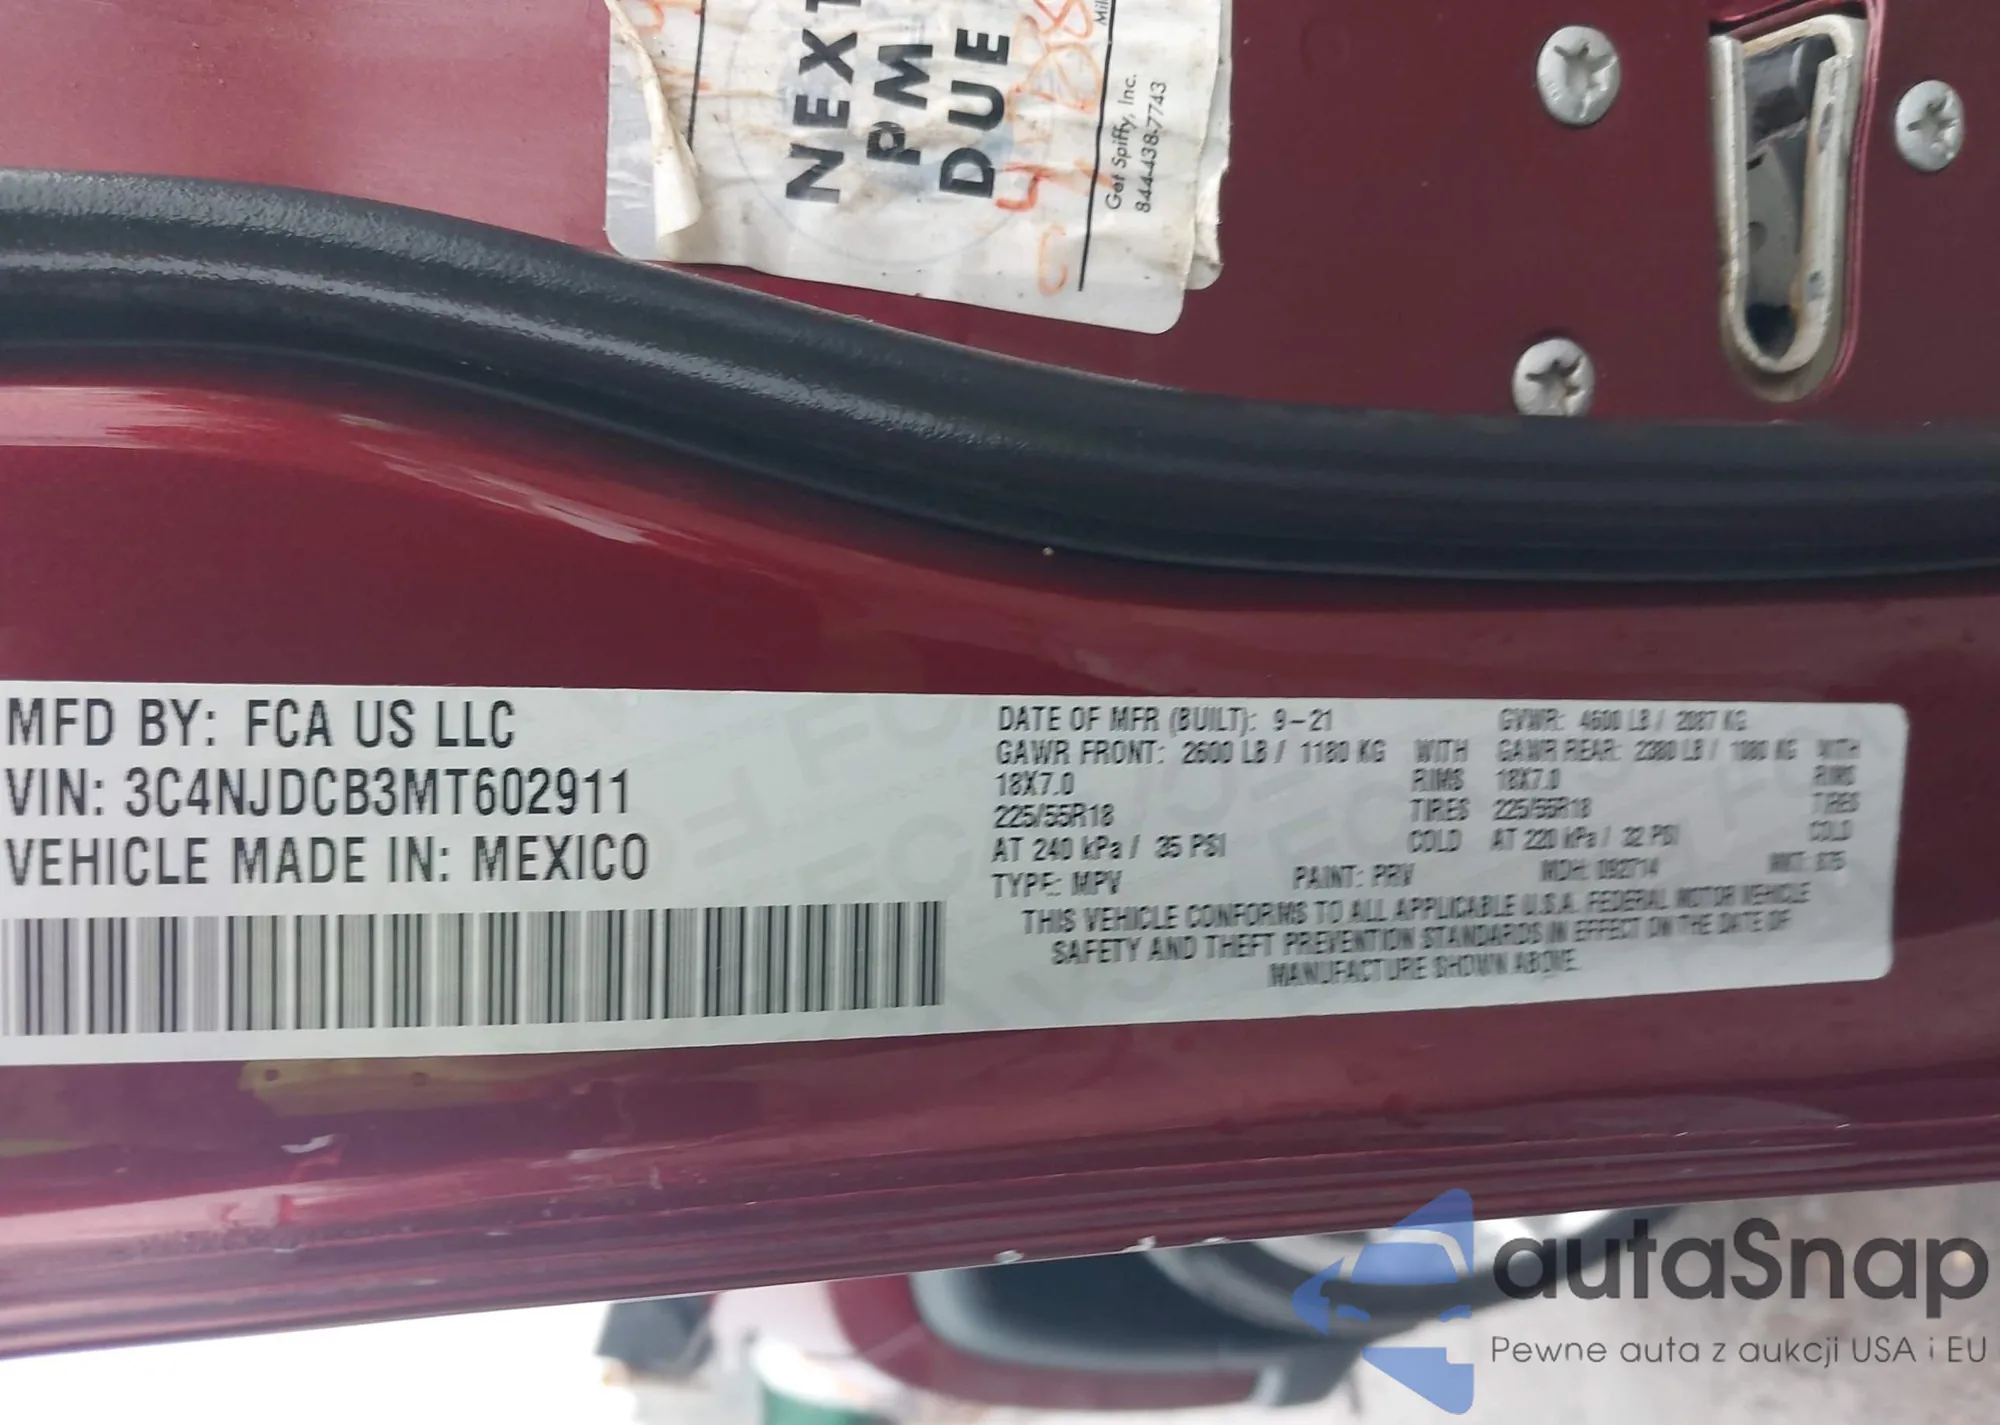 NEXT
PM
DUE
Get Spiffy, Inc.
844-438-7743
MFD BY: FCA US LLC
VIN: 3C4NJDCB3MT602911
VEHICLE MADE IN: MEXICO
DATE OF MFR (BUILT): 9-21 GVWR: 4600 LB / 2087 KG
GAWR FRONT: 2600 LB / 1180 KG WITH GAWR REAR: 2380 LB / 1080 KG WITH
18X7.0 RIMS 18X7.0 RIMS
225/55R18 TIRES 225/55R18 TIRES
AT 240 kPa / 35 PSI COLD AT 220 kPa / 32 PSI COLD
TYPE: MPV PAINT: PRV MDH: 092714
THIS VEHICLE CONFORMS TO ALL APPLICABLE U.S.A. FEDERAL MOTOR VEHICLE
SAFETY AND THEFT PREVENTION STANDARDS IN EFFECT ON THE DATE OF
MANUFACTURE SHOWN ABOVE.
autaSnap
Pewne auta z aukcji USA i EU